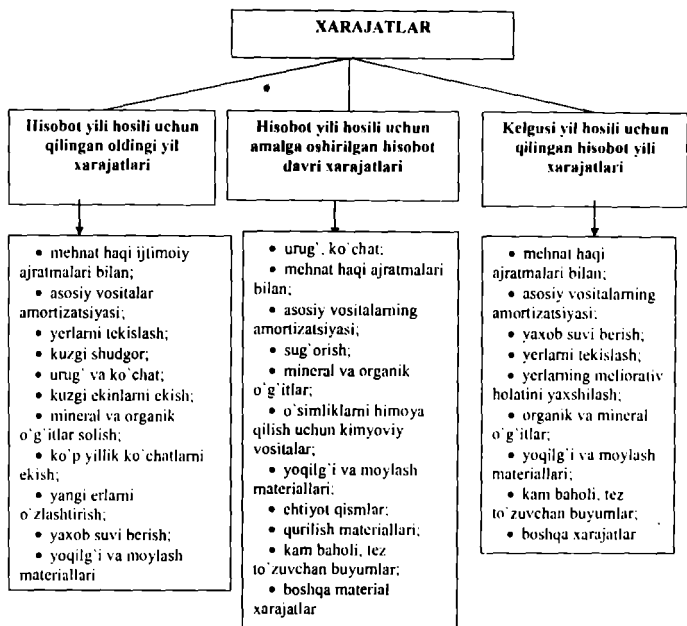 XARAJATLAR
Hisobot yili hosili uchun
qilingan oldingi yil
xarajatlari
Hisobot yili hosili uchun
amalga oshirilgan hisobot
davri xarajatlari
Kelgusi yil hosili uchun
qilingan hisobot yili
xarajatlari
• mehnat haqi ijtimoiy
ajratmalari bilan;
• asosiy vositalar
amortizatsiyasi;
• yerlarni tekislash;
• kuzgi shudgor;
• urug` va ko`chat;
• kuzgi ekinlarni ekish;
• mineral va organik
o`g`itlar solish;
• ko`p yillik ko`chatlarni
ekish;
• yangi erlarni
o`zlashtirish;
• yaxob suvi berish;
• yoqilg`i va moylash
materiallari
• urug`, ko`chat;
• mehnat haqi ajratmalari
bilan;
• asosiy vositalarning
amortizatsiyasi;
• sug`orish;
• mineral va organik
o`g`itlar;
• o`simliklarni himoya
qilish uchun kimyoviy
vositalar;
• yoqilg`i va moylash
materiallari;
• ehtiyot qismlar;
• qurilish materiallari;
• kam baholi, tez
to`zuvchan buyumlar;
• boshqa material
xarajatlar
• mehnat haqi
ajratmalari bilan;
• asosiy vositalarning
amortizatsiyasi;
• yaxob suvi berish;
• yerlarni tekislash;
• yerlarning meliorativ
holatini yaxshilash;
• organik va mineral
o`g`itlar;
• yoqilg`i va moylash
materiallari;
• kam baholi, tez
to`zuvchan buyumlar;
• boshqa xarajatlar